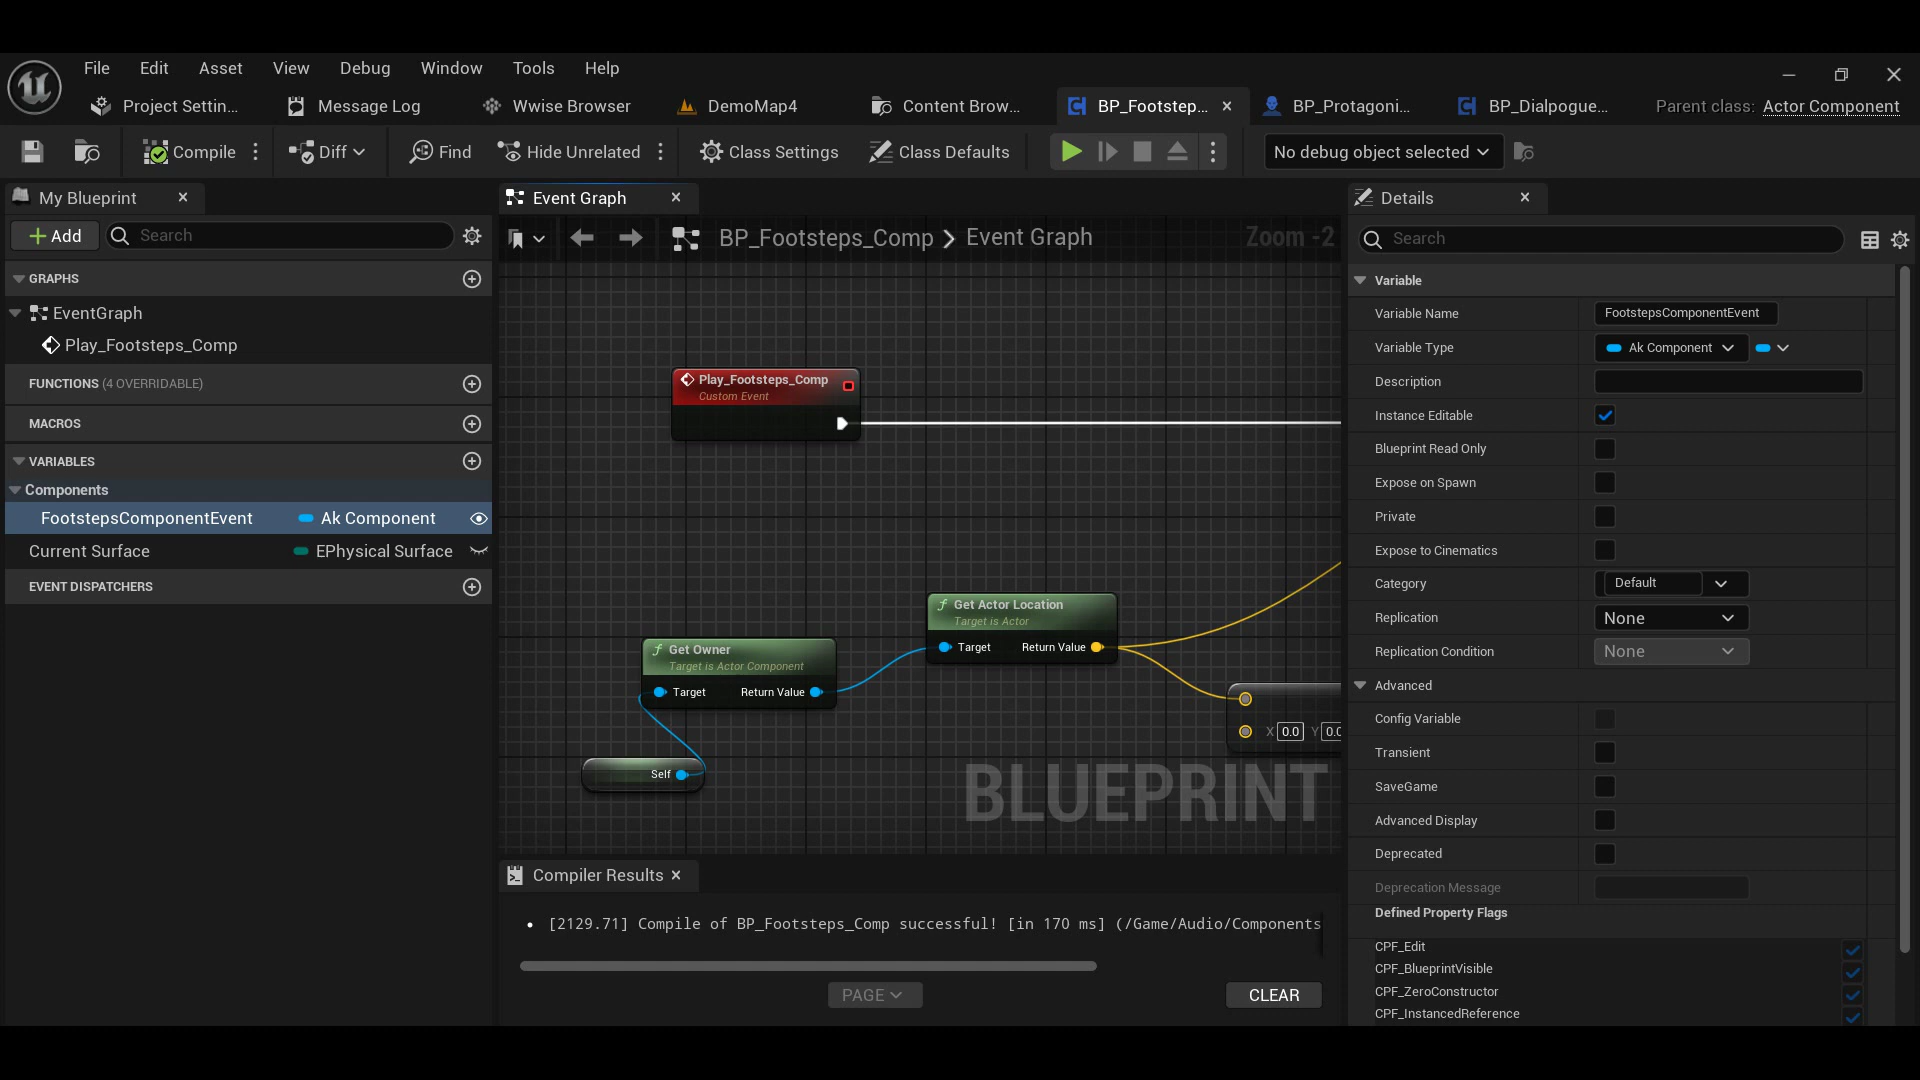 File Edit Asset View Debug Window Tools Help
Project Settin... Message Log Wwise Browser DemoMap4 Content Brow... BP_Footstep... BP_Protagoni... BP_Dialpogue... Parent class: Actor Component
Compile Diff Find Hide Unrelated Class Settings Class Defaults No debug object selected
My Blueprint
Add Search
GRAPHS
EventGraph
Play_Footsteps_Comp
FUNCTIONS (4 OVERRIDABLE)
MACROS
VARIABLES
Components
FootstepsComponentEvent Ak Component
Current Surface EPhysical Surface
EVENT DISPATCHERS
Event Graph
BP_Footsteps_Comp > Event Graph Zoom -2
Play_Footsteps_Comp
Custom Event
Get Actor Location
Target is Actor
Target Return Value
Get Owner
Target is Actor Component
Target Return Value
X 0.0 Y 0.0
Self
BLUEPRINT
Compiler Results
• [2129.71] Compile of BP_Footsteps_Comp successful! [in 170 ms] (/Game/Audio/Components
PAGE CLEAR
Details
Search
Variable
Variable Name FootstepsComponentEvent
Variable Type Ak Component
Description
Instance Editable
Blueprint Read Only
Expose on Spawn
Private
Expose to Cinematics
Category Default
Replication None
Replication Condition None
Advanced
Config Variable
Transient
SaveGame
Advanced Display
Deprecated
Deprecation Message
Defined Property Flags
CPF_Edit
CPF_BlueprintVisible
CPF_ZeroConstructor
CPF_InstancedReference